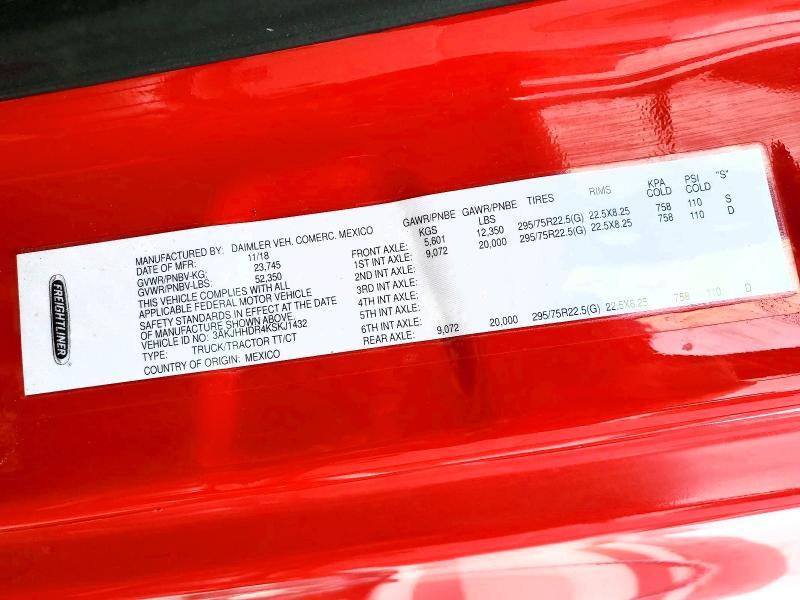 FREIGHTLINER
MANUFACTURED BY: DAIMLER VEH. COMERC. MEXICO
DATE OF MFR: 11/18
GVWR/PNBV-KG: 23,745
GVWR/PNBV-LBS: 52,350
THIS VEHICLE COMPLIES WITH ALL
APPLICABLE FEDERAL MOTOR VEHICLE
SAFETY STANDARDS IN EFFECT AT THE DATE
OF MANUFACTURE SHOWN ABOVE.
VEHICLE ID NO: 3AKJHHDR4KSKJ1432
TYPE: TRUCK/TRACTOR TT/CT
COUNTRY OF ORIGIN: MEXICO
GAWR/PNBE KGS GAWR/PNBE LBS TIRES RIMS KPA COLD PSI COLD "S"
FRONT AXLE: 5,601 12,350 295/75R22.5(G) 22.5X8.25 758 110 S
1ST INT AXLE: 9,072 20,000 295/75R22.5(G) 22.5X8.25 758 110 D
2ND INT AXLE:
3RD INT AXLE:
4TH INT AXLE:
5TH INT AXLE:
6TH INT AXLE:
REAR AXLE: 9,072 20,000 295/75R22.5(G) 22.5X8.25 758 110 D